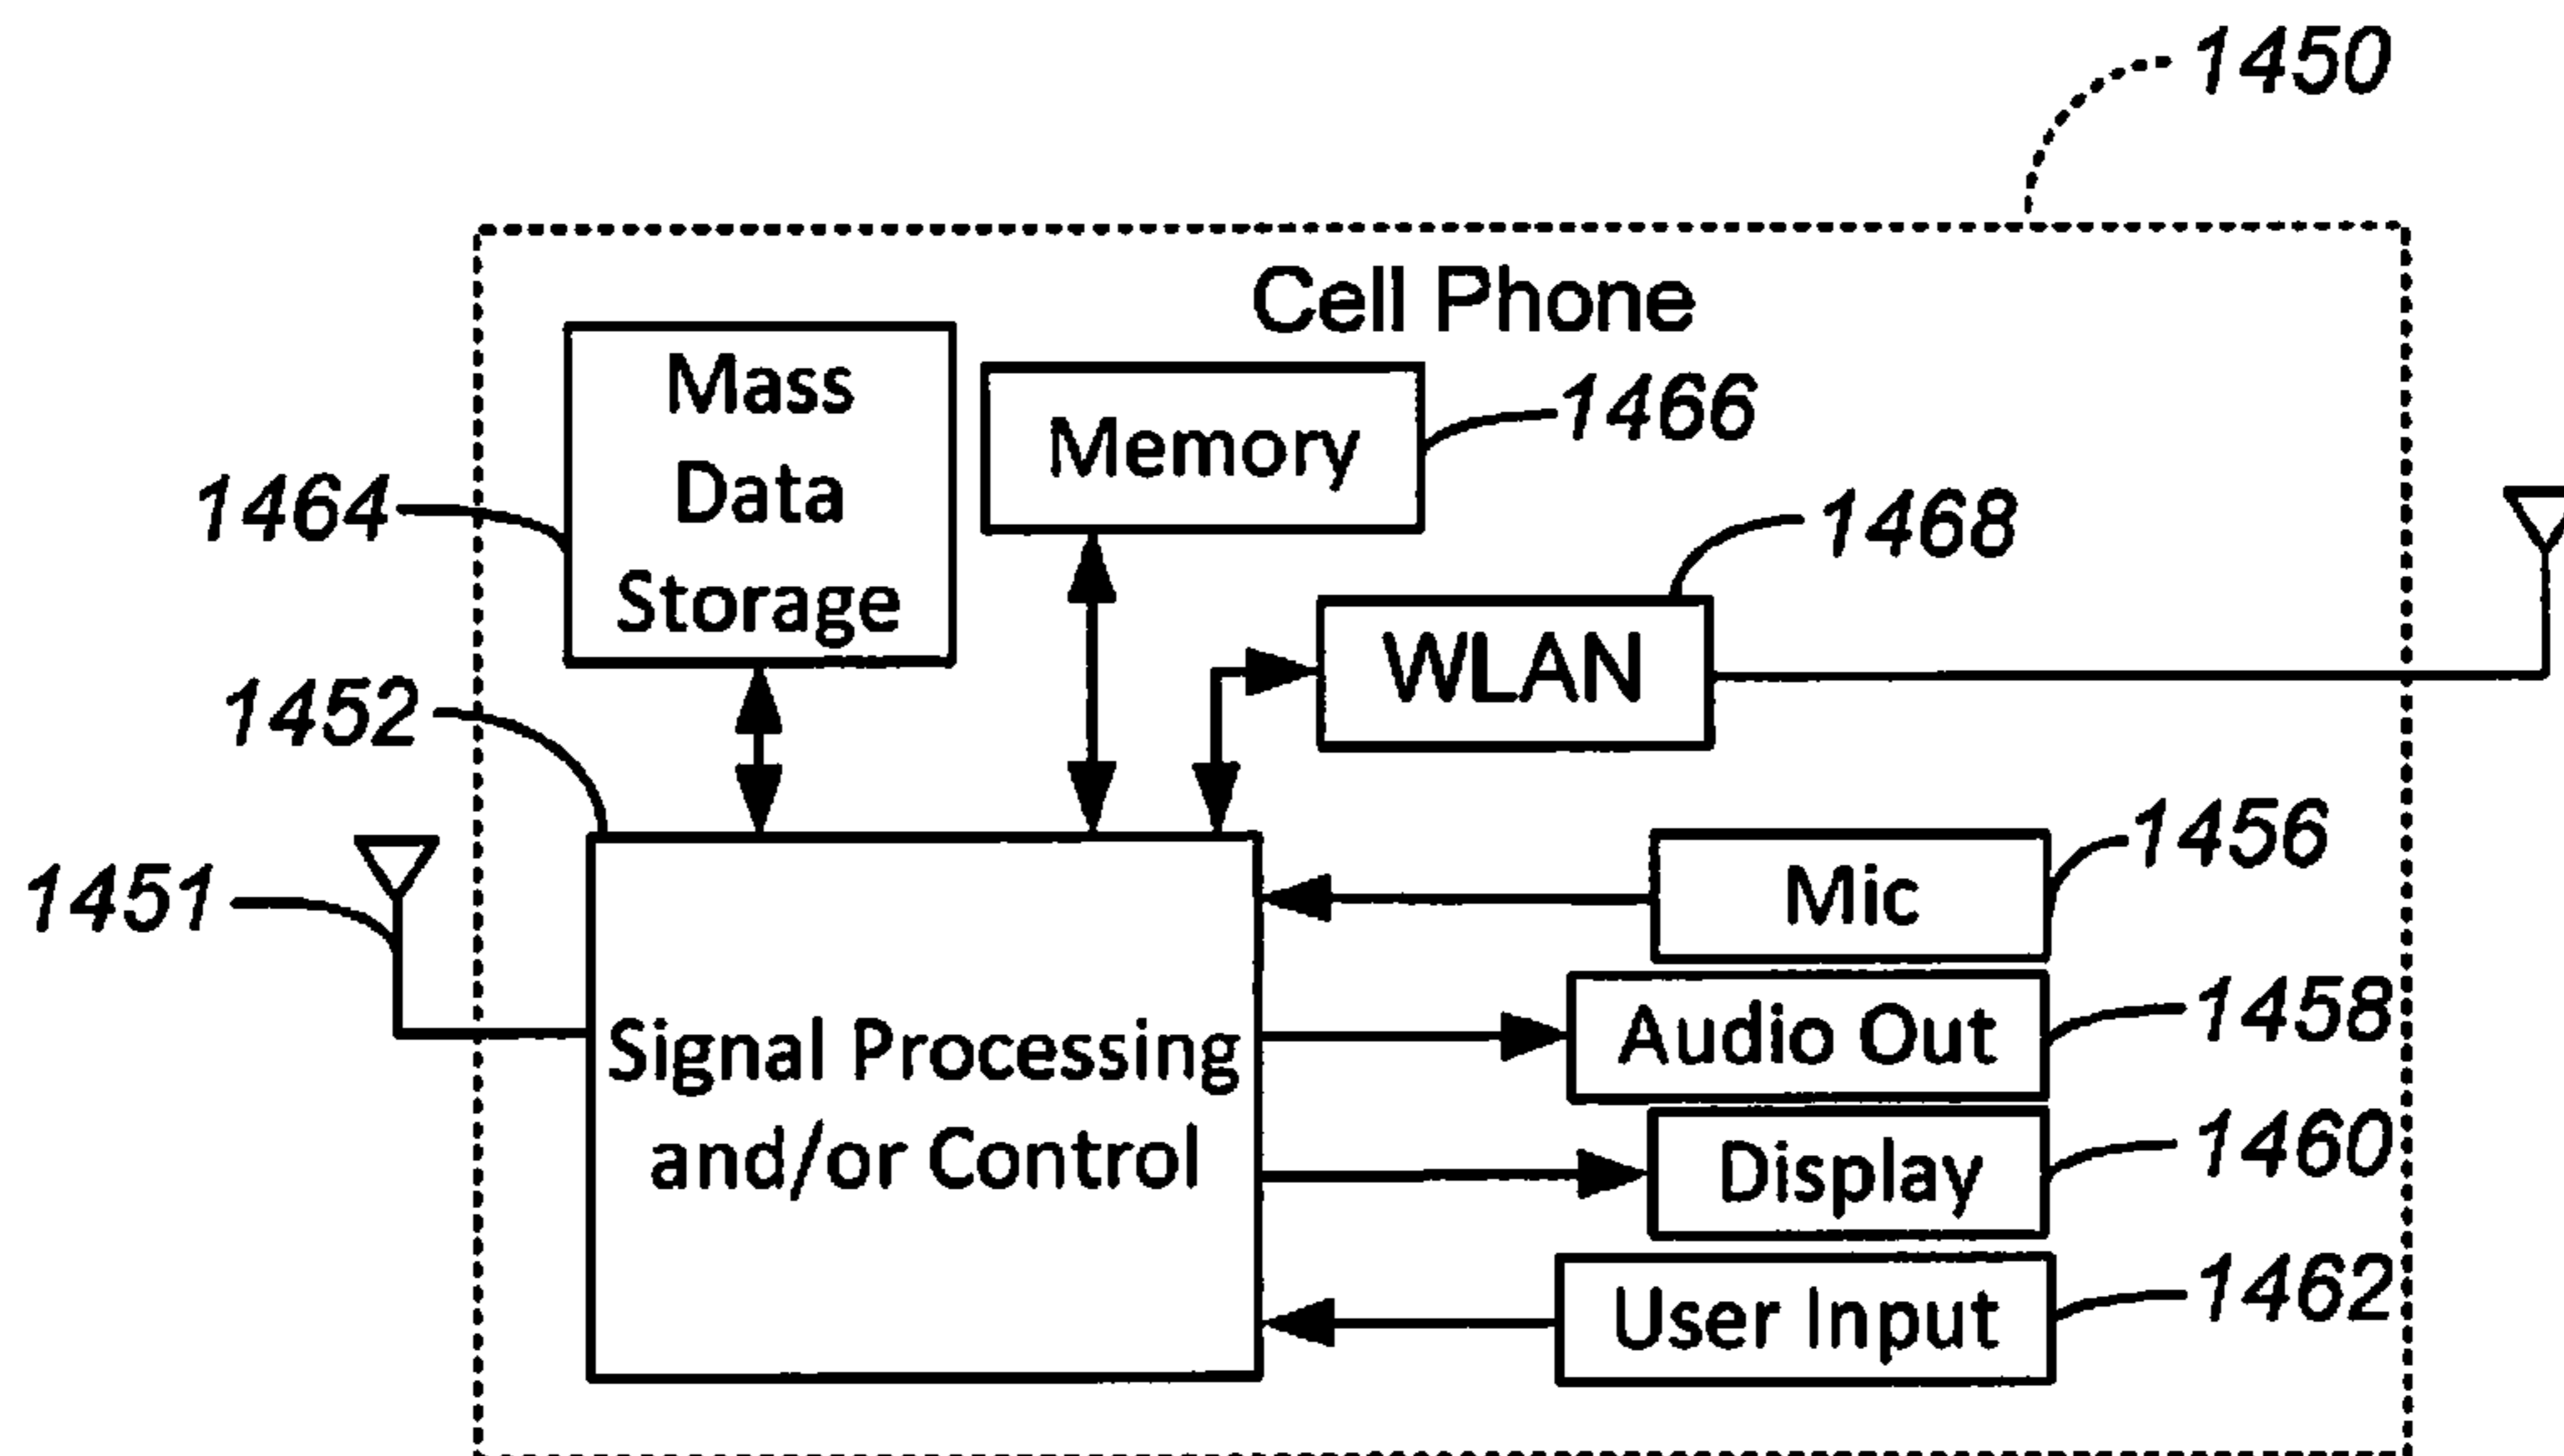 1450
Cell Phone
Mass
Data
Storage
1464
Memory
1466
WLAN
1468
1452
1451
Signal Processing
and/or Control
Mic
1456
Audio Out
1458
Display
1460
User Input
1462